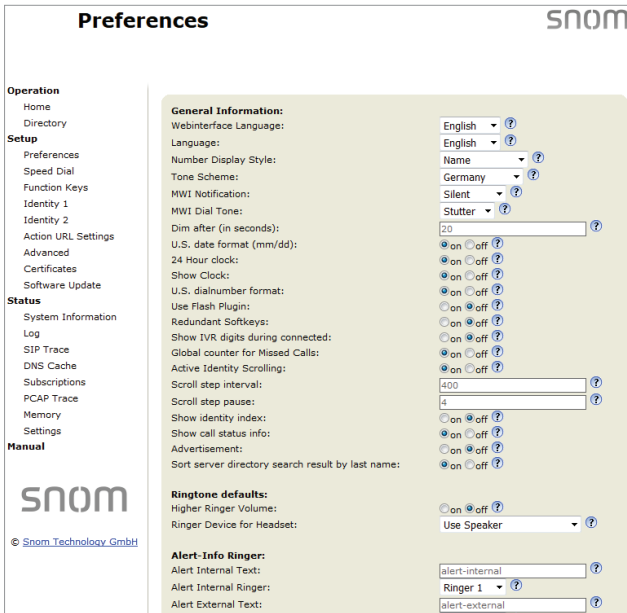 Preferences
snom
Operation
Home
Directory
Setup
Preferences
Speed Dial
Function Keys
Identity 1
Identity 2
Action URL Settings
Advanced
Certificates
Software Update
Status
System Information
Log
SIP Trace
DNS Cache
Subscriptions
PCAP Trace
Memory
Settings
Manual
snom
© Snom Technology GmbH
General Information:
Webinterface Language: English ?
Language: English ?
Number Display Style: Name ?
Tone Scheme: Germany ?
MWI Notification: Silent ?
MWI Dial Tone: Stutter ?
Dim after (in seconds): 20 ?
U.S. date format (mm/dd): on off ?
24 Hour clock: on off ?
Show Clock: on off ?
U.S. dialnumber format: on off ?
Use Flash Plugin: on off ?
Redundant Softkeys: on off ?
Show IVR digits during connected: on off ?
Global counter for Missed Calls: on off ?
Active Identity Scrolling: on off ?
Scroll step interval: 400 ?
Scroll step pause: 4 ?
Show identity index: on off ?
Show call status info: on off ?
Advertisement: on off ?
Sort server directory search result by last name: on off ?
Ringtone defaults:
Higher Ringer Volume: on off ?
Ringer Device for Headset: Use Speaker ?
Alert-Info Ringer:
Alert Internal Text: alert-internal ?
Alert Internal Ringer: Ringer 1 ?
Alert External Text: alert-external ?